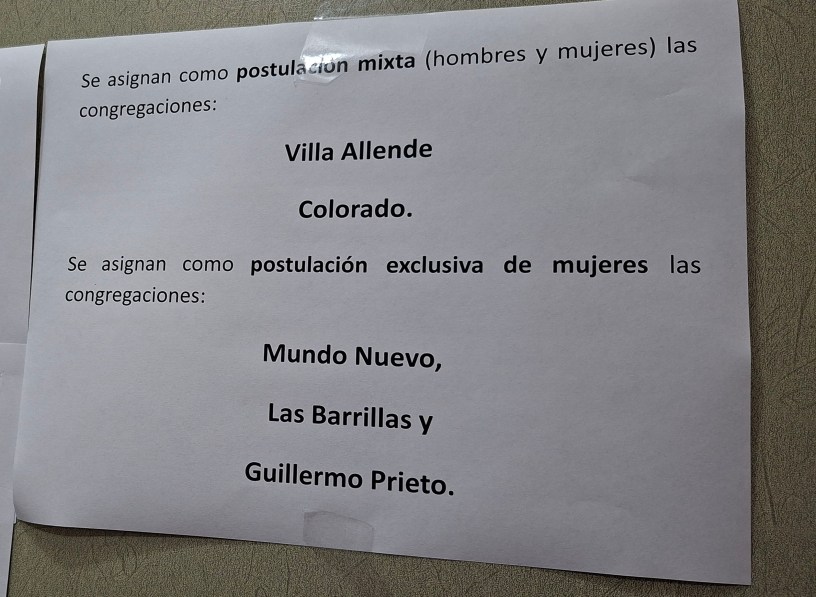 Se asignan como postulación mixta (hombres y mujeres) las
congregaciones:
Villa Allende
Colorado.
Se asignan como postulación exclusiva de mujeres las
congregaciones:
Mundo Nuevo,
Las Barrillas y
Guillermo Prieto.